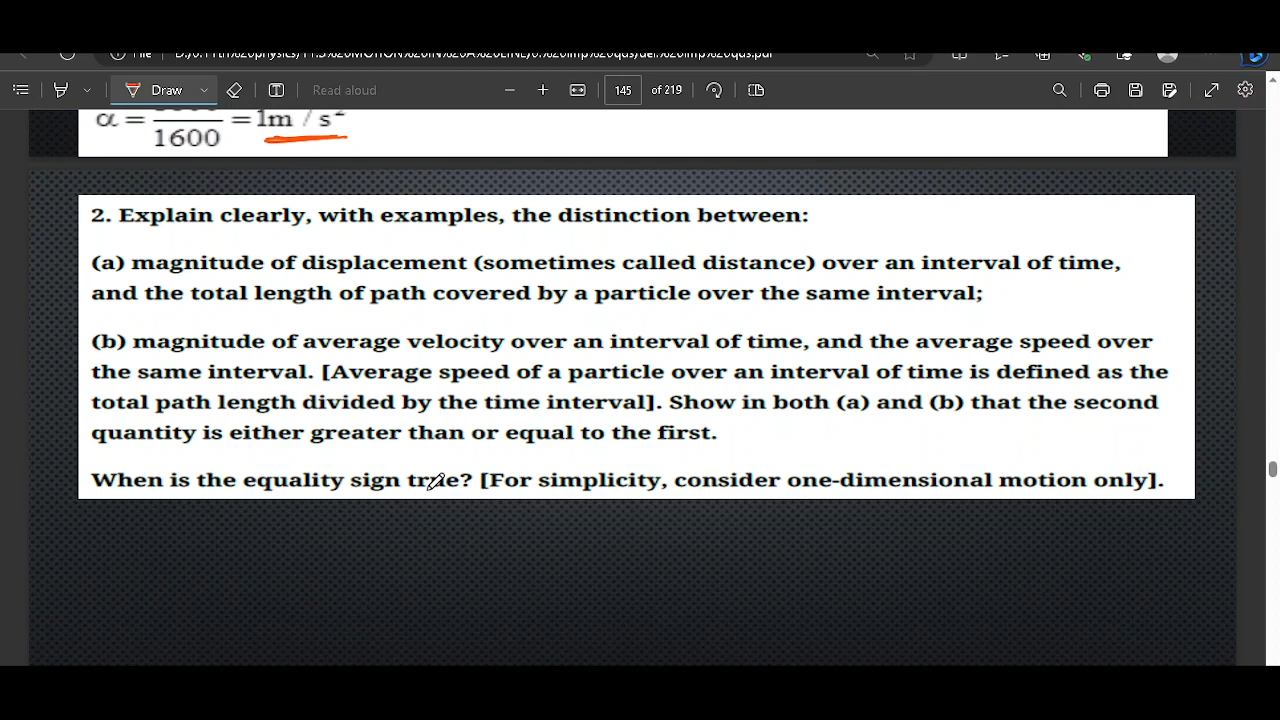 Draw
Read aloud
145
of 219
α = ――― = 1m / s²
1600
2. Explain clearly, with examples, the distinction between:
(a) magnitude of displacement (sometimes called distance) over an interval of time,
and the total length of path covered by a particle over the same interval;
(b) magnitude of average velocity over an interval of time, and the average speed over
the same interval. [Average speed of a particle over an interval of time is defined as the
total path length divided by the time interval]. Show in both (a) and (b) that the second
quantity is either greater than or equal to the first.
When is the equality sign true? [For simplicity, consider one-dimensional motion only].